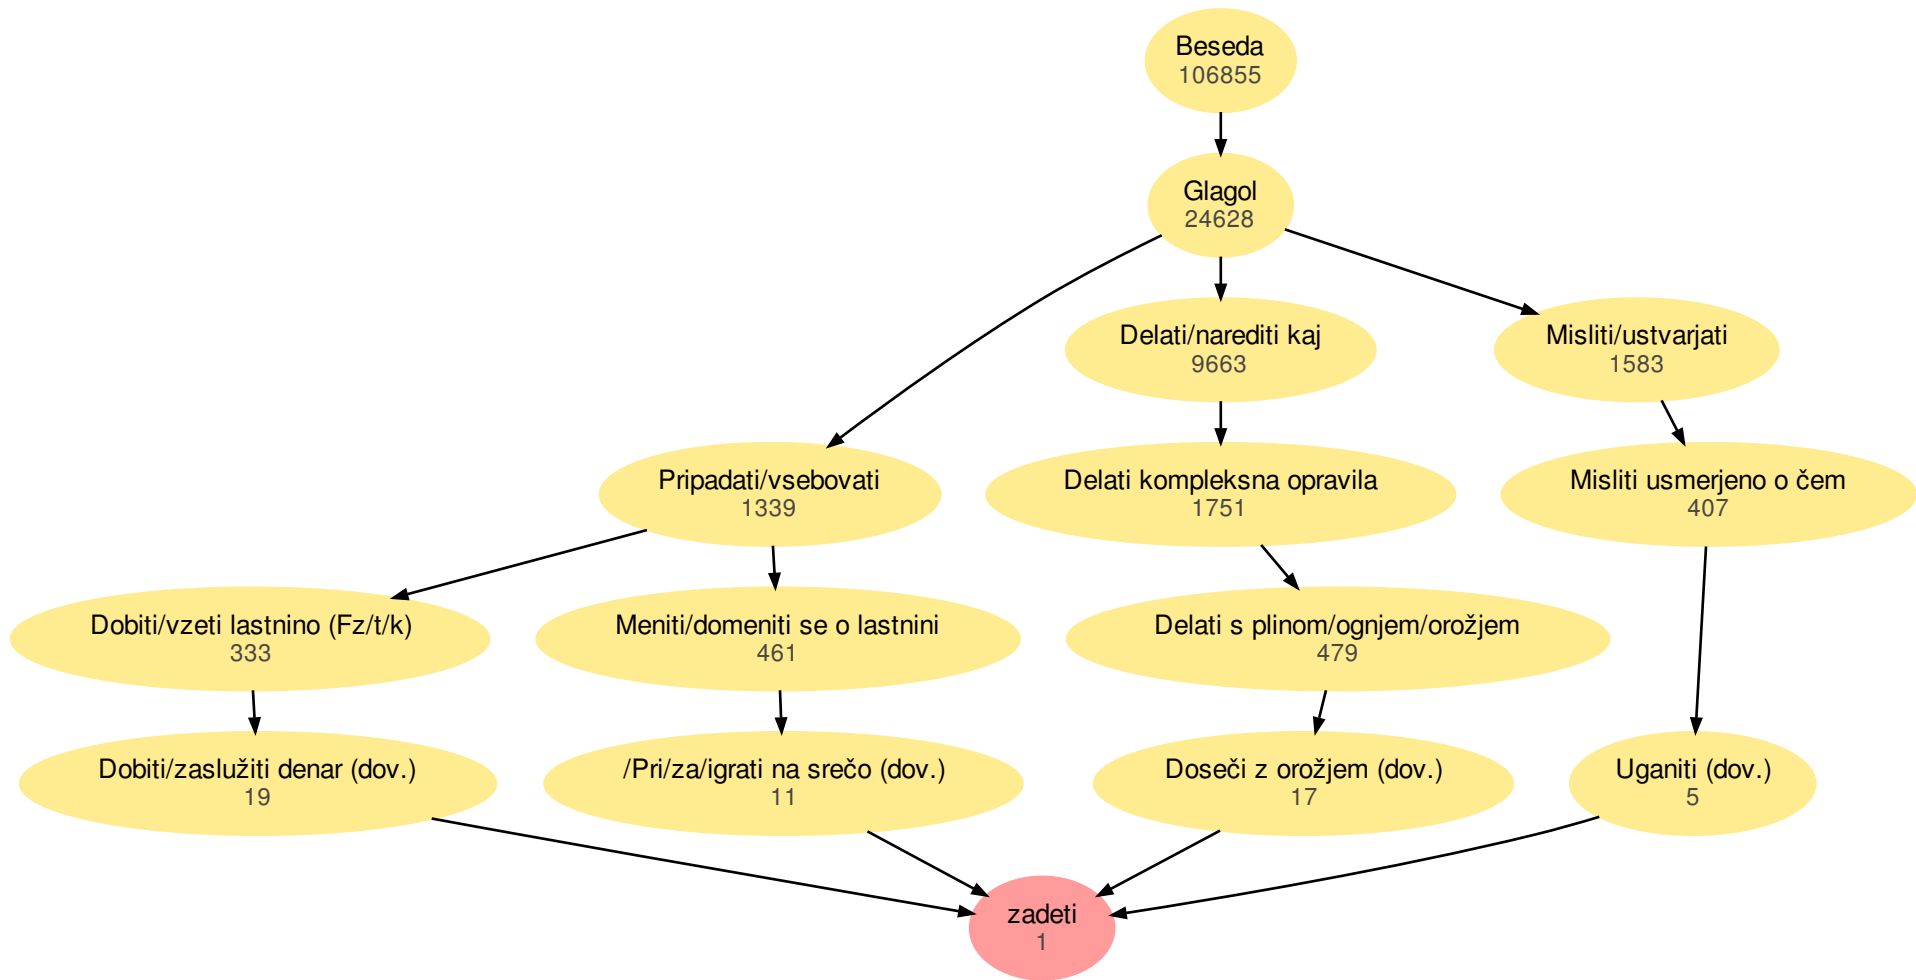 Beseda
106855
Glagol
24628
Delati/narediti kaj
9663
Misliti/ustvarjati
1583
Pripadati/vsebovati
1339
Delati kompleksna opravila
1751
Misliti usmerjeno o čem
407
Dobiti/vzeti lastnino (Fz/t/k)
333
Meniti/domeniti se o lastnini
461
Delati s plinom/ognjem/orožjem
479
Dobiti/zaslužiti denar (dov.)
19
/Pri/za/igrati na srečo (dov.)
11
Doseči z orožjem (dov.)
17
Uganiti (dov.)
5
zadeti
1